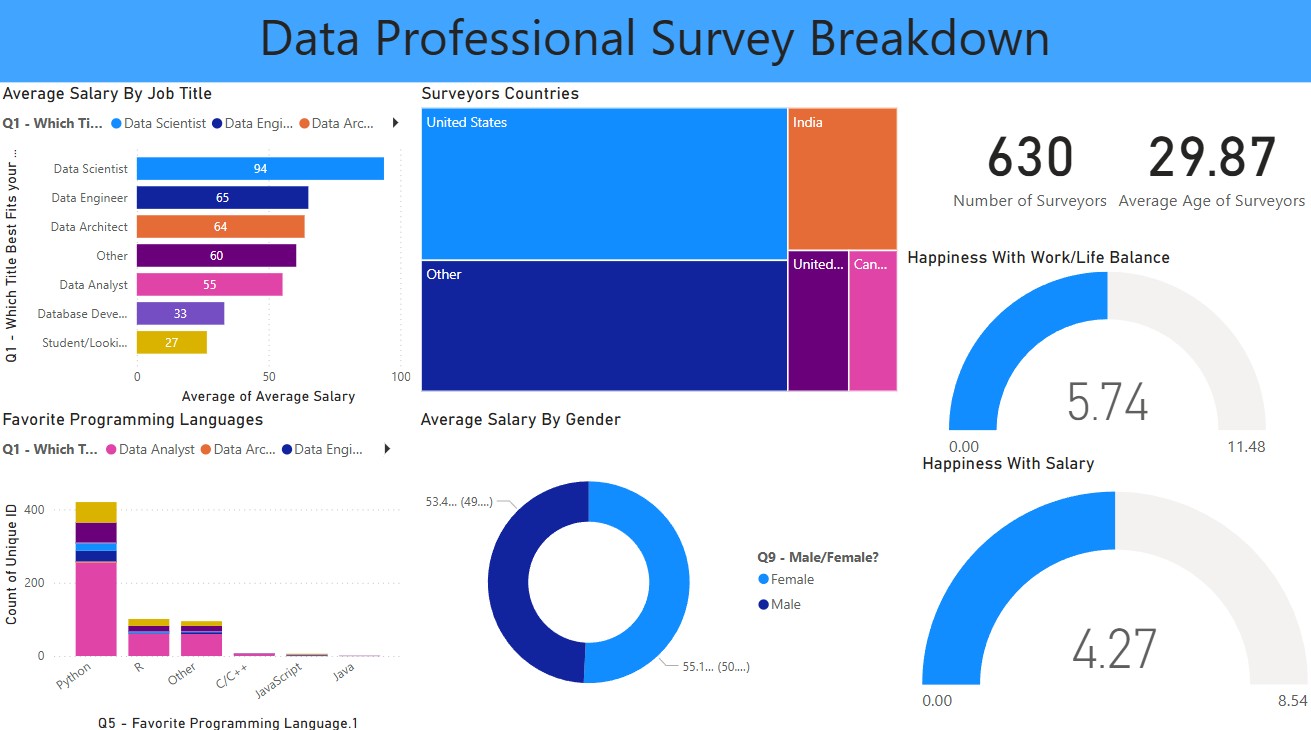 Data Professional Survey Breakdown
Average Salary By Job Title
Q1 - Which Ti... Data Scientist Data Engi... Data Arc...
Q1 - Which Title Best Fits your ...
Data Scientist 94
Data Engineer 65
Data Architect 64
Other 60
Data Analyst 55
Database Deve... 33
Student/Looki... 27
0 50 100
Average of Average Salary
Surveyors Countries
United States
India
Other
United...
Can...
630
Number of Surveyors
29.87
Average Age of Surveyors
Happiness With Work/Life Balance
5.74
0.00 11.48
Happiness With Salary
4.27
0.00 8.54
Favorite Programming Languages
Q1 - Which T... Data Analyst Data Arc... Data Engi...
Count of Unique ID
400
200
0
Python R Other C/C++ JavaScript Java
Q5 - Favorite Programming Language.1
Average Salary By Gender
53.4... (49....)
55.1... (50....)
Q9 - Male/Female?
Female
Male